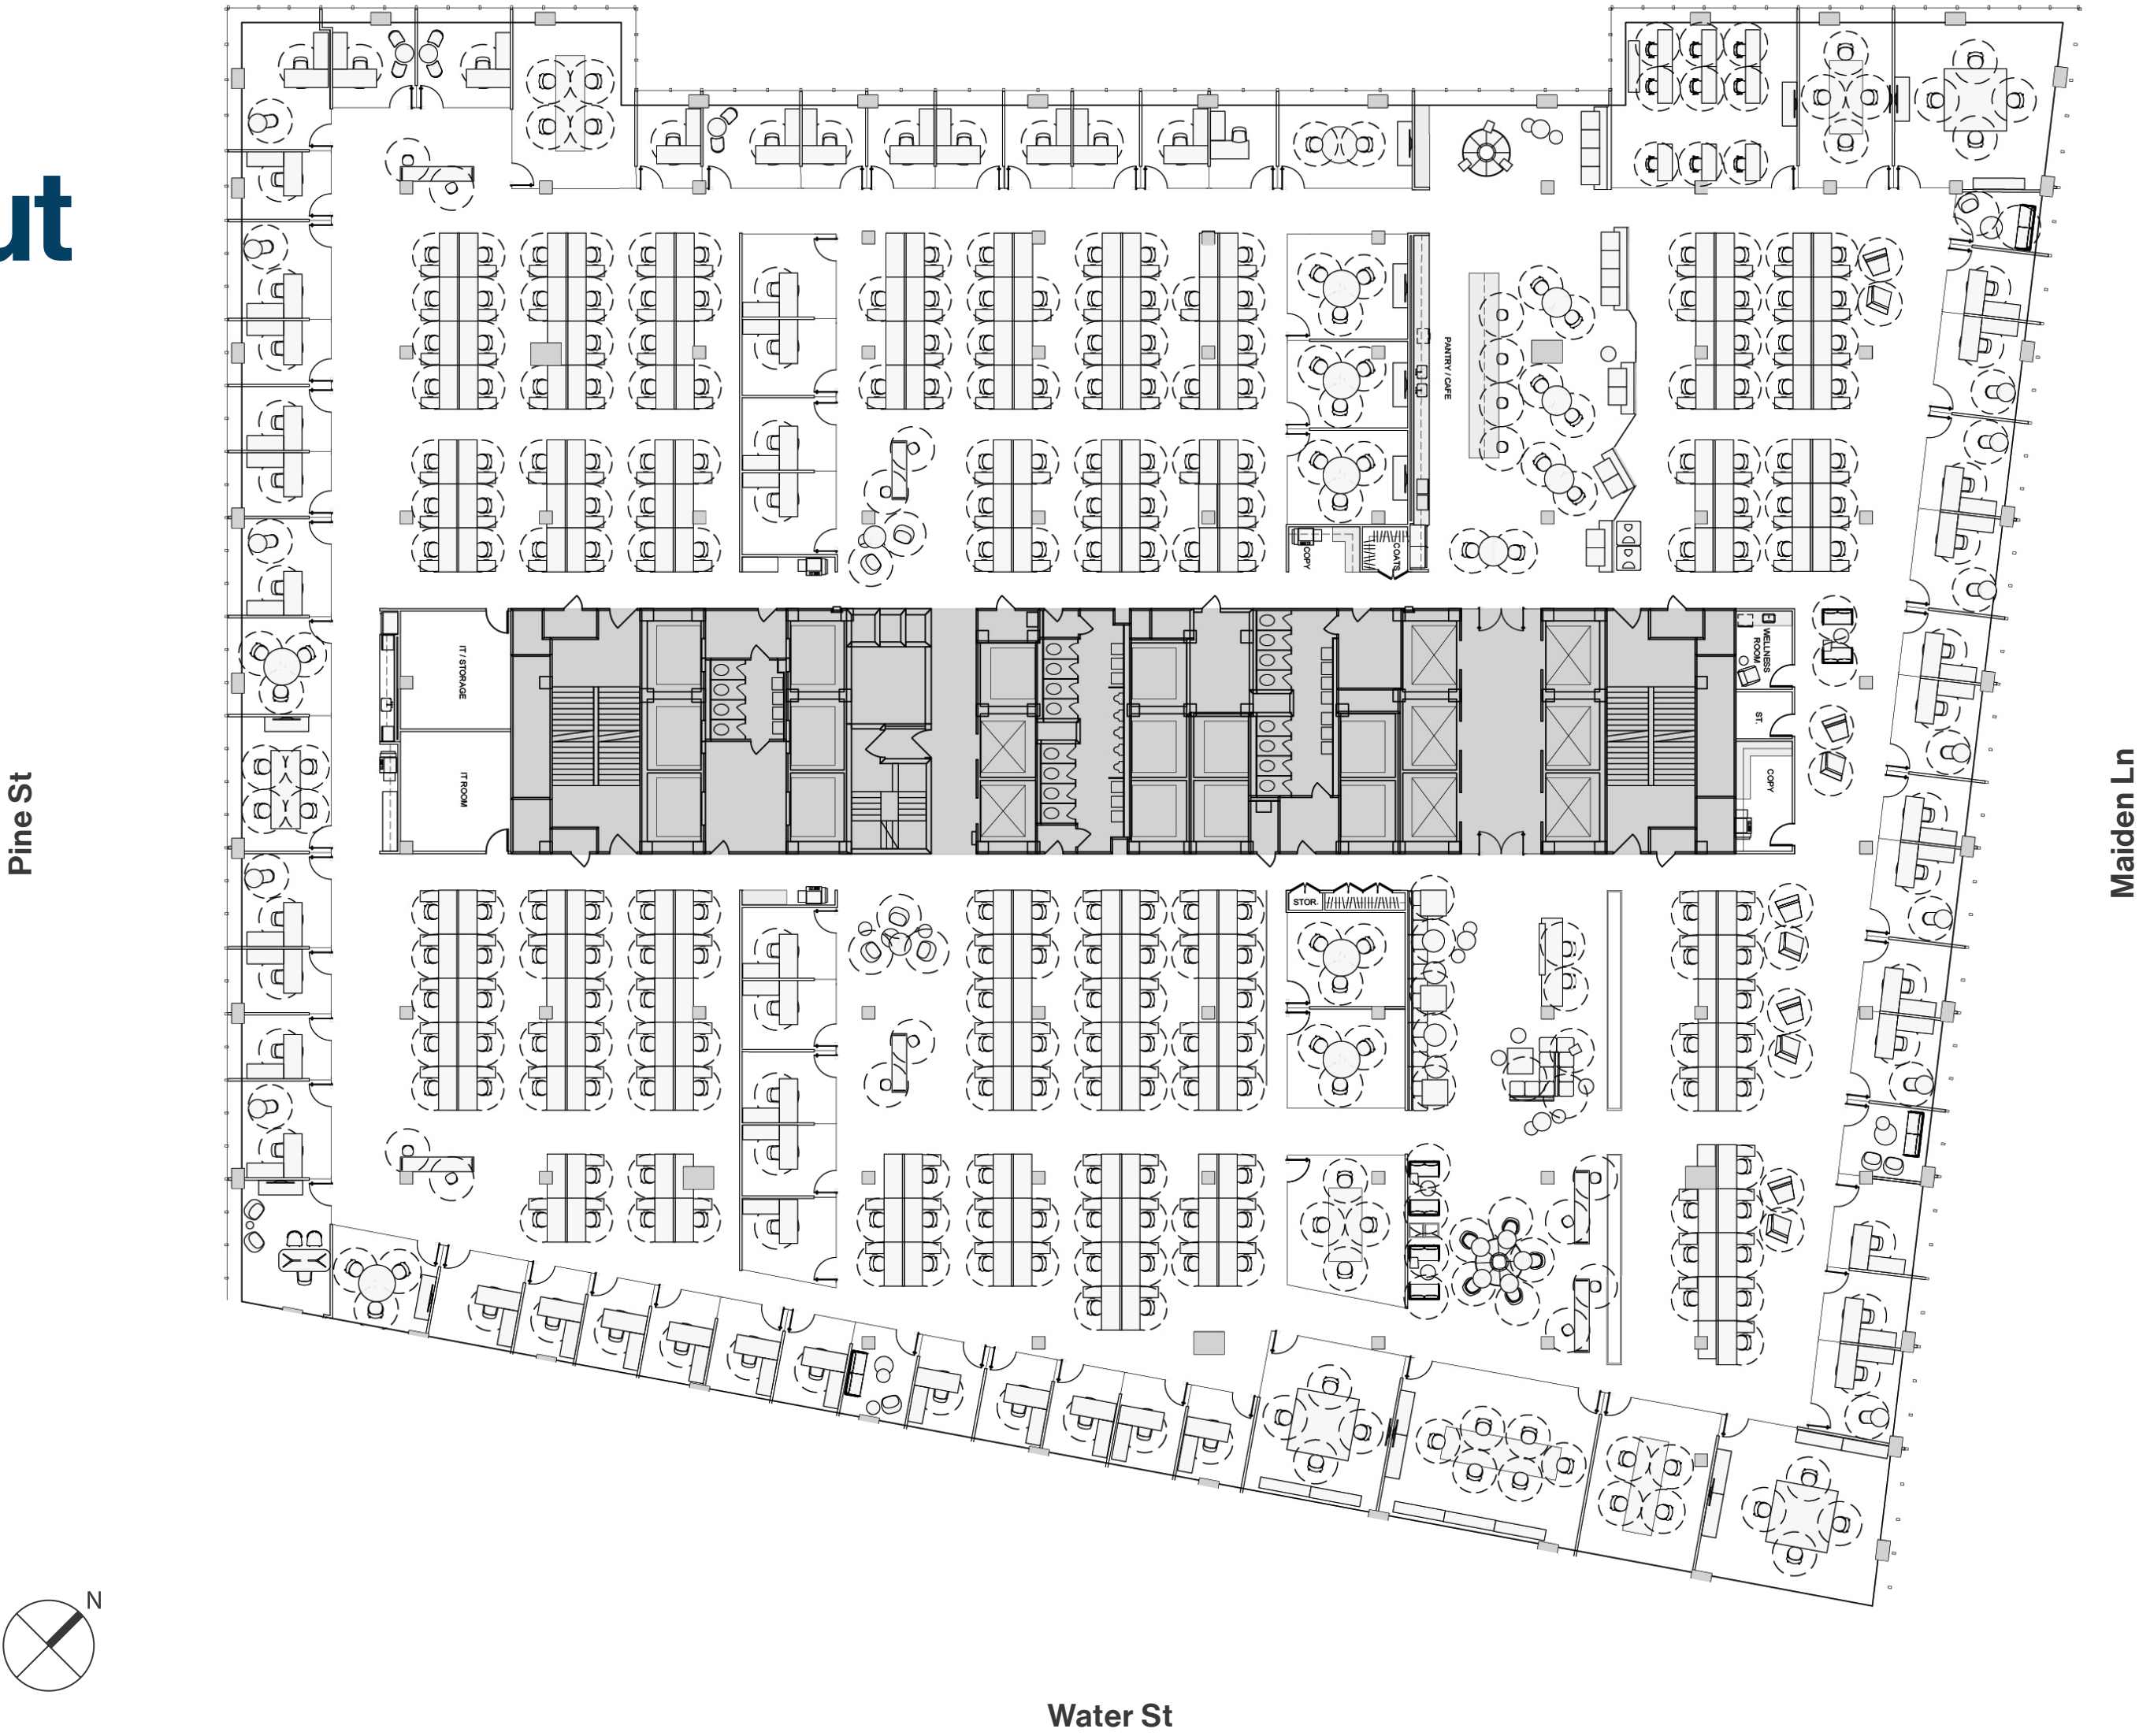 ut
PANTRY / CAFE
COPY
COATS
IT / STORAGE
WELLNESS
ROOM
ST.
IT ROOM
COPY
Pine St
Maiden Ln
STOR.
N
Water St